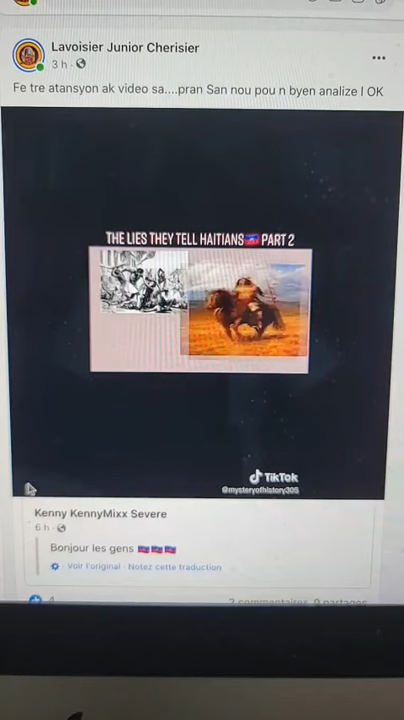 Lavoisier Junior Cherisier
3 h
Fe tre atansyon ak video sa....pran San nou pou n byen analize l OK
THE LIES THEY TELL HAITIANS🇭🇹 PART 2
TikTok
@mysteryofhistory305
Kenny KennyMixx Severe
6 h
Bonjour les gens 🇭🇹🇭🇹🇭🇹
Voir l'original · Notez cette traduction
4
2 commentaires 9 partages